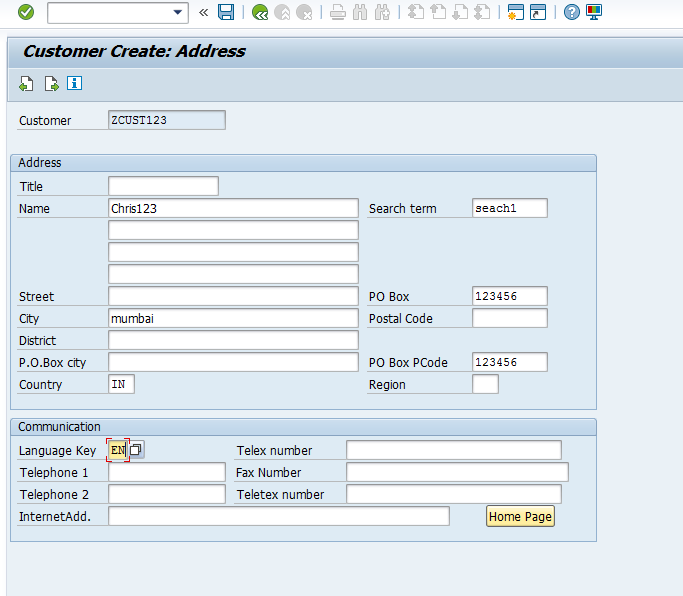 Customer Create: Address
Customer ZCUST123
Address
Title
Name Chris123 Search term seach1
Street PO Box 123456
City mumbai Postal Code
District
P.O.Box city PO Box PCode 123456
Country IN Region
Communication
Language Key EN Telex number
Telephone 1 Fax Number
Telephone 2 Teletex number
InternetAdd. Home Page